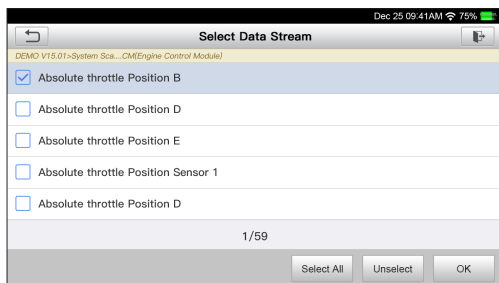 Dec 25 09:41AM 75%
Select Data Stream
DEMO V15.01>System Sca....CM(Engine Control Module)
Absolute throttle Position B
Absolute throttle Position D
Absolute throttle Position E
Absolute throttle Position Sensor 1
Absolute throttle Position D
1/59
Select All Unselect OK